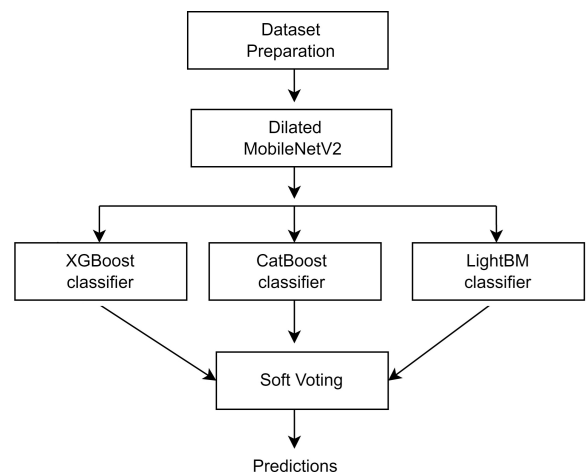 Dataset
Preparation
Dilated
MobileNetV2
XGBoost
classifier
CatBoost
classifier
LightBM
classifier
Soft Voting
Predictions